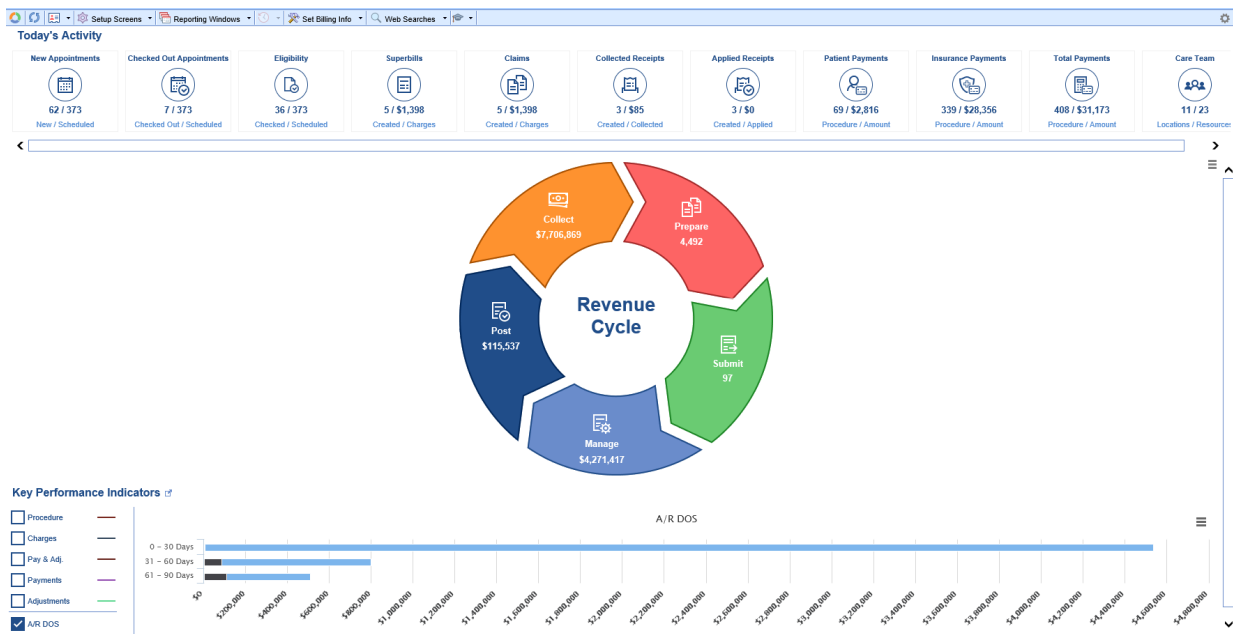 Setup Screens Reporting Windows Set Billing Info Web Searches
Today's Activity
New Appointments Checked Out Appointments Eligibility Superbills Claims Collected Receipts Applied Receipts Patient Payments Insurance Payments Total Payments Care Team
62 / 373 7 / 373 36 / 373 5 / $1,398 5 / $1,398 3 / $85 3 / $0 69 / $2,816 339 / $28,356 408 / $31,173 11 / 23
New / Scheduled Checked Out / Scheduled Checked / Scheduled Created / Charges Created / Charges Created / Collected Created / Applied Procedure / Amount Procedure / Amount Procedure / Amount Locations / Resources
Collect
$7,706,869
Prepare
4,492
Revenue
Cycle
Post
$115,537
Submit
97
Manage
$4,271,417
Key Performance Indicators
Procedure
Charges
Pay & Adj.
Payments
Adjustments
A/R DOS
A/R DOS
0 – 30 Days
31 – 60 Days
61 – 90 Days
$0 $200,000 $400,000 $600,000 $800,000 $1,000,000 $1,200,000 $1,400,000 $1,600,000 $1,800,000 $2,000,000 $2,200,000 $2,400,000 $2,600,000 $2,800,000 $3,000,000 $3,200,000 $3,400,000 $3,600,000 $3,800,000 $4,000,000 $4,200,000 $4,400,000 $4,600,000 $4,800,000